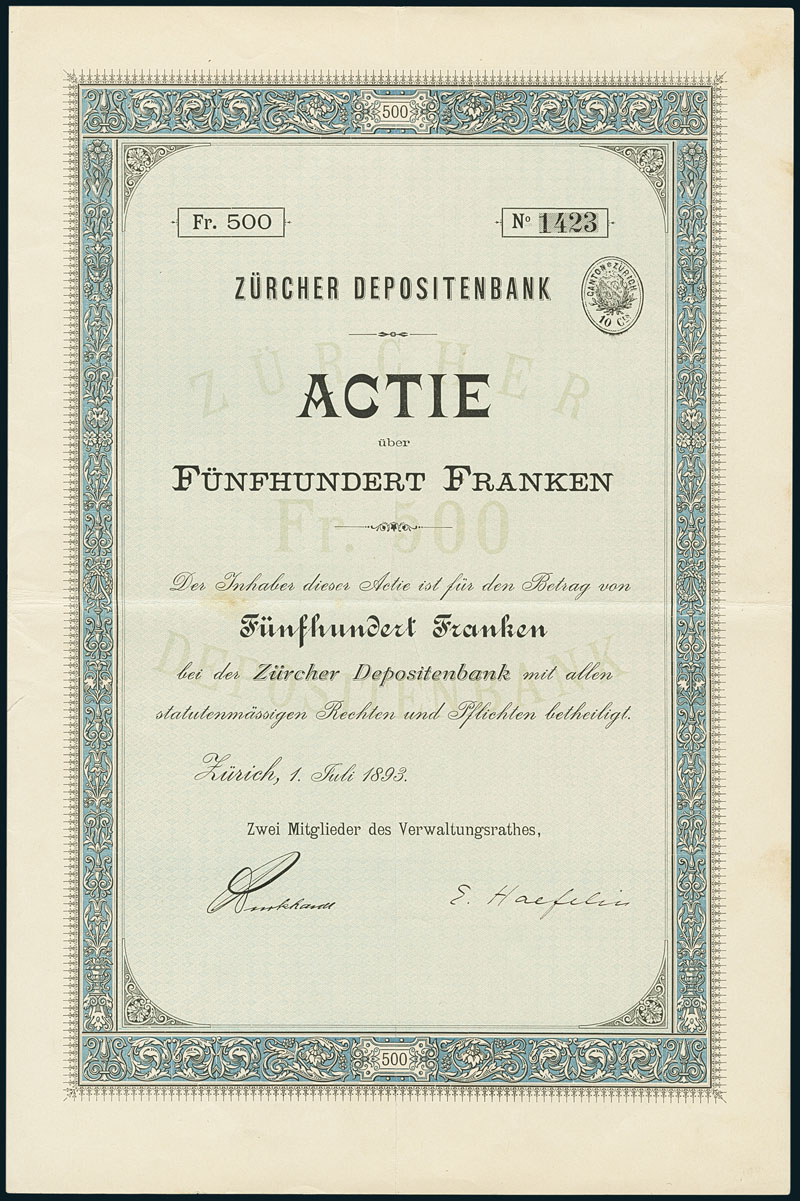 500
Fr. 500
Nº 1423
ZÜRCHER DEPOSITENBANK
CANTON ZÜRICH
10 Cts
ACTIE
über
FÜNFHUNDERT FRANKEN
ZÜRCHER
Fr. 500
DEPOSITENBANK
Der Inhaber dieser Actie ist für den Betrag von
Fünfhundert Franken
bei der Zürcher Depositenbank mit allen
statutenmässigen Rechten und Pflichten betheiligt.
Zürich, 1. Juli 1893.
Zwei Mitglieder des Verwaltungsrathes,
Burkhardt
E. Haefelin
500